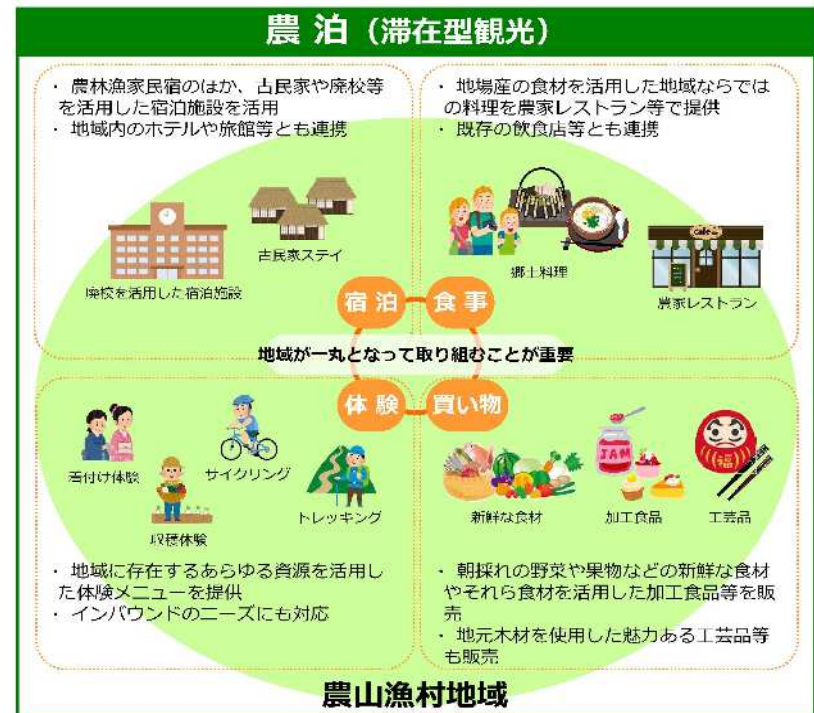 農 泊（滞在型観光）
・ 農林漁家民宿のほか、古民家や廃校等
を活用した宿泊施設を活用
・ 地域内のホテルや旅館等とも連携
廃校を活用した宿泊施設
古民家ステイ
・ 地場産の食材を活用した地域ならでは
の料理を農家レストラン等で提供
・ 既存の飲食店等とも連携
郷土料理
cafe
農家レストラン
宿 泊
食 事
地域が一丸となって取り組むことが重要
体 験
買い物
着付け体験
サイクリング
収穫体験
トレッキング
・ 地域に存在するあらゆる資源を活用し
た体験メニューを提供
・ インバウンドのニーズにも対応
JAM
新鮮な食材
加工食品
工芸品
・ 朝採れの野菜や果物などの新鮮な食材
やそれら食材を活用した加工食品等を販
売
・ 地元木材を使用した魅力ある工芸品等
も販売
農山漁村地域